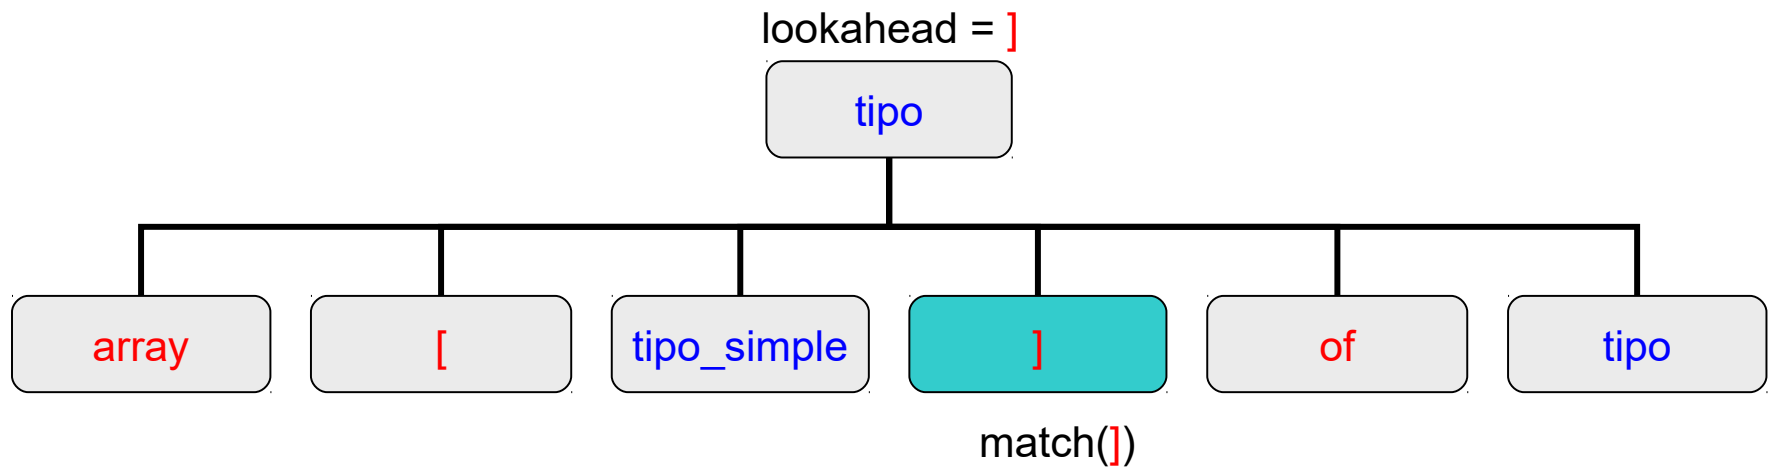 lookahead = ]
tipo
array [ tipo_simple ] of tipo
match(])